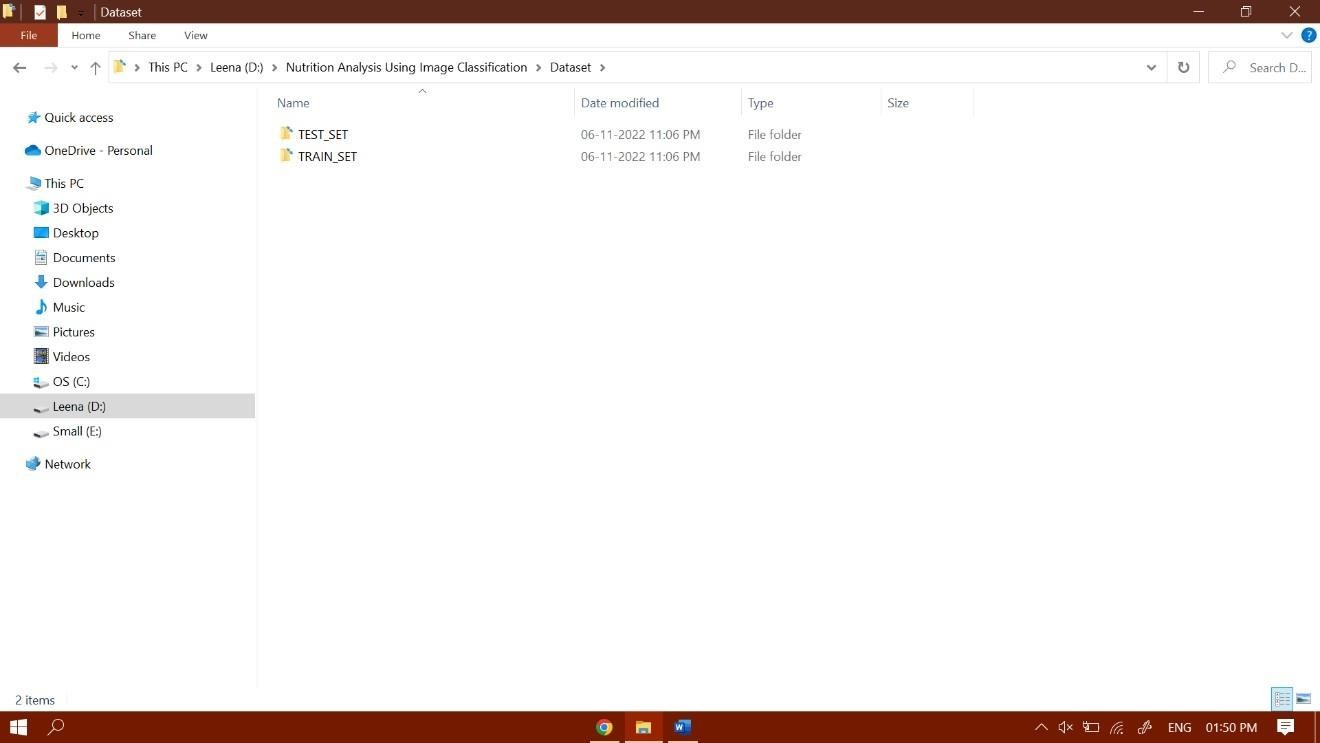 Dataset
File Home Share View
This PC Leena (D:) Nutrition Analysis Using Image Classification Dataset Search D...
Name Date modified Type Size
Quick access
OneDrive - Personal
This PC
3D Objects
Desktop
Documents
Downloads
Music
Pictures
Videos
OS (C:)
Leena (D:)
Small (E:)
Network
TEST_SET 06-11-2022 11:06 PM File folder
TRAIN_SET 06-11-2022 11:06 PM File folder
2 items
ENG 01:50 PM